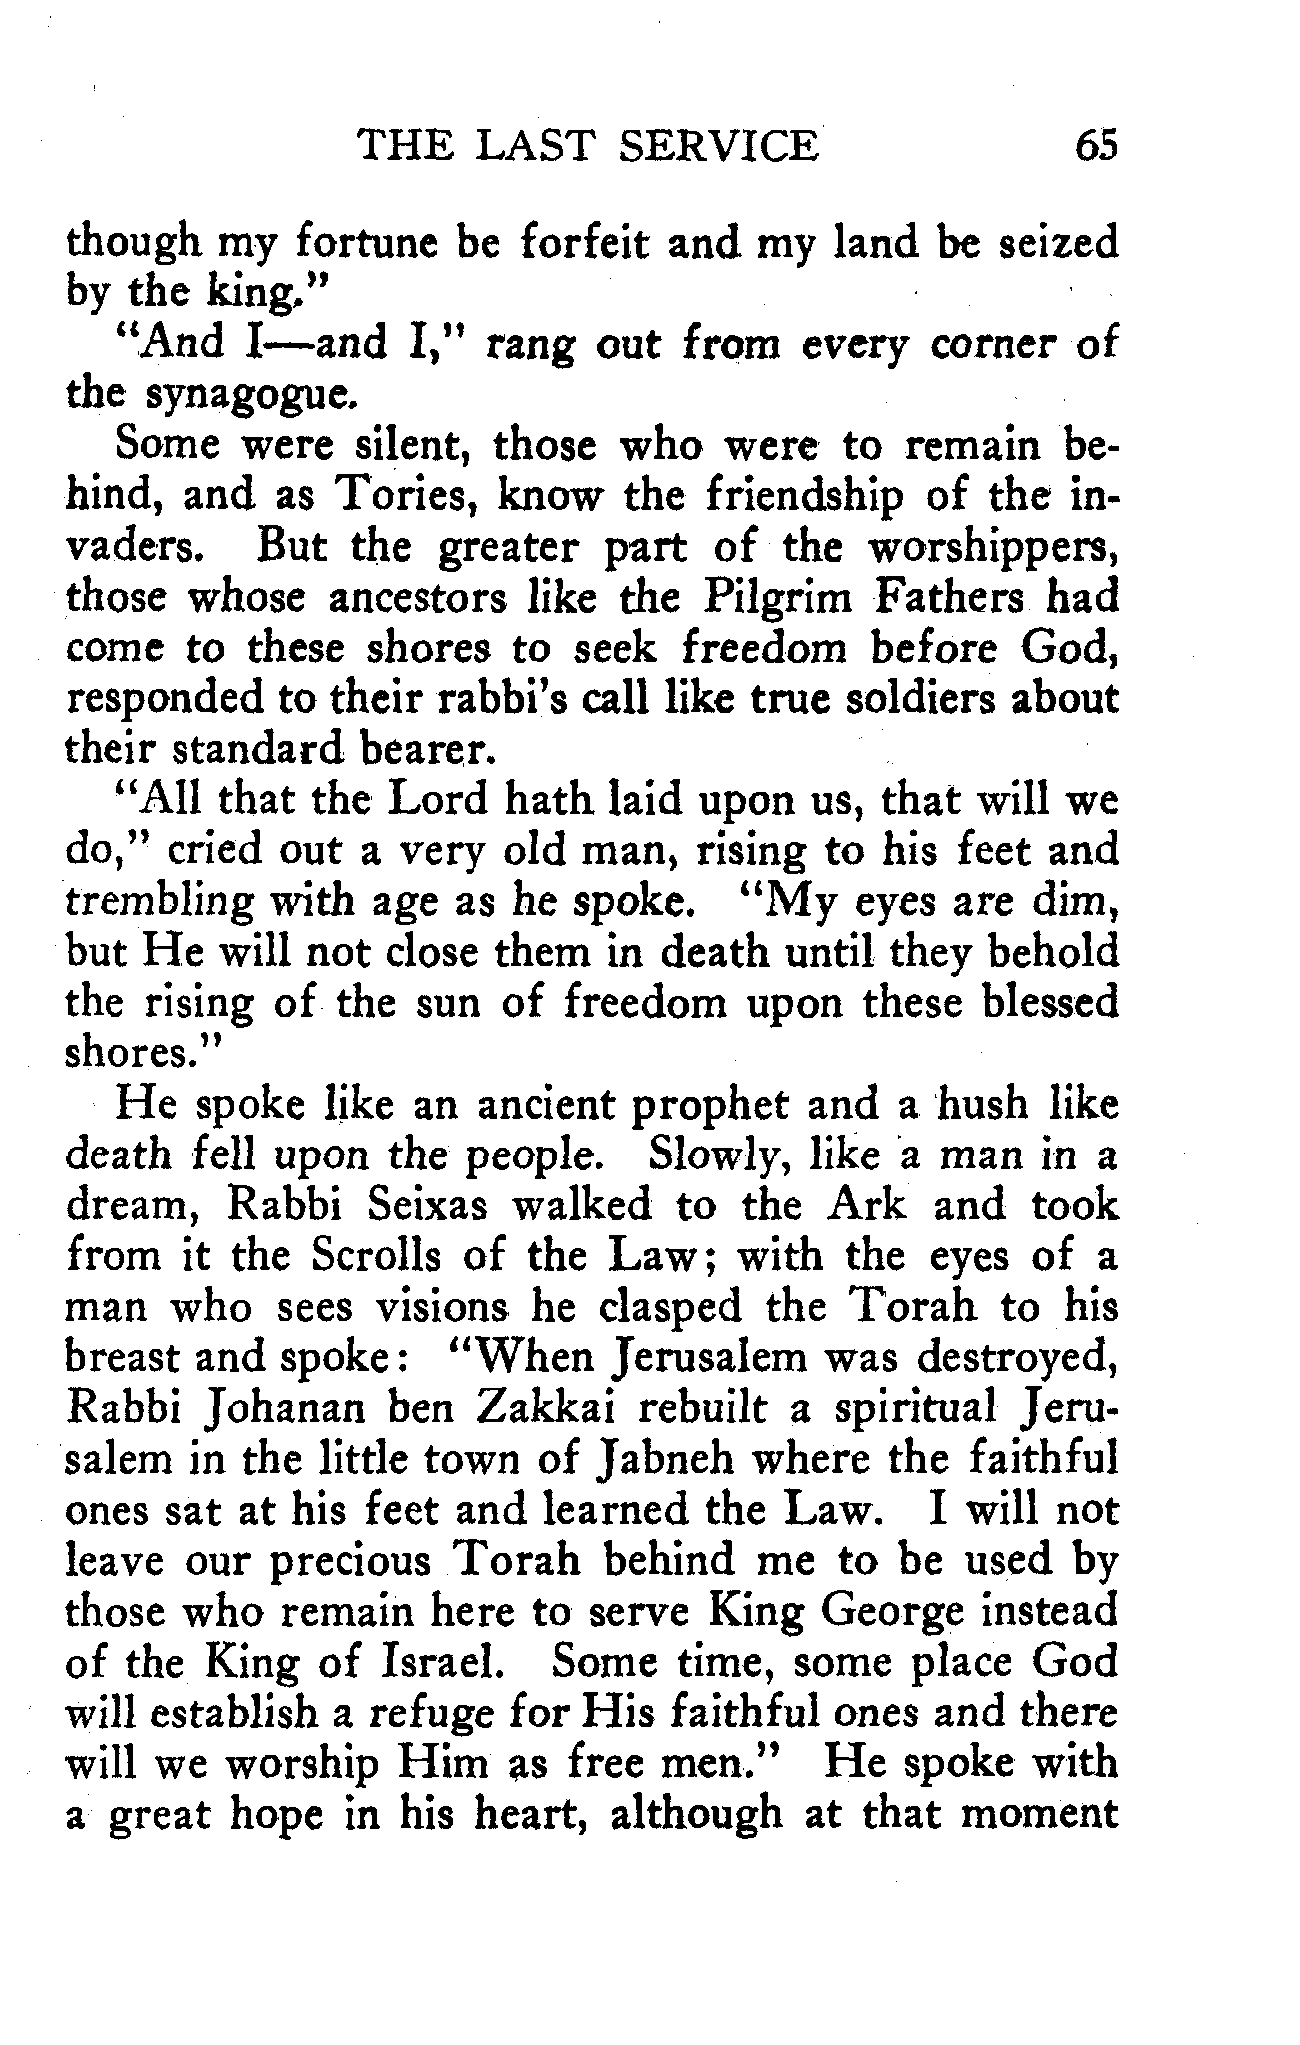 THE LAST SERVICE 65
though my fortune be forfeit and my land be seized
by the king."
"And I—and I," rang out from every corner of
the synagogue.
Some were silent, those who were to remain be-
hind, and as Tories, know the friendship of the in-
vaders. But the greater part of the worshippers,
those whose ancestors like the Pilgrim Fathers had
come to these shores to seek freedom before God,
responded to their rabbi's call like true soldiers about
their standard bearer.
"All that the Lord hath laid upon us, that will we
do," cried out a very old man, rising to his feet and
trembling with age as he spoke. "My eyes are dim,
but He will not close them in death until they behold
the rising of the sun of freedom upon these blessed
shores."
He spoke like an ancient prophet and a hush like
death fell upon the people. Slowly, like a man in a
dream, Rabbi Seixas walked to the Ark and took
from it the Scrolls of the Law; with the eyes of a
man who sees visions he clasped the Torah to his
breast and spoke: "When Jerusalem was destroyed,
Rabbi Johanan ben Zakkai rebuilt a spiritual Jeru-
salem in the little town of Jabneh where the faithful
ones sat at his feet and learned the Law. I will not
leave our precious Torah behind me to be used by
those who remain here to serve King George instead
of the King of Israel. Some time, some place God
will establish a refuge for His faithful ones and there
will we worship Him as free men." He spoke with
a great hope in his heart, although at that moment